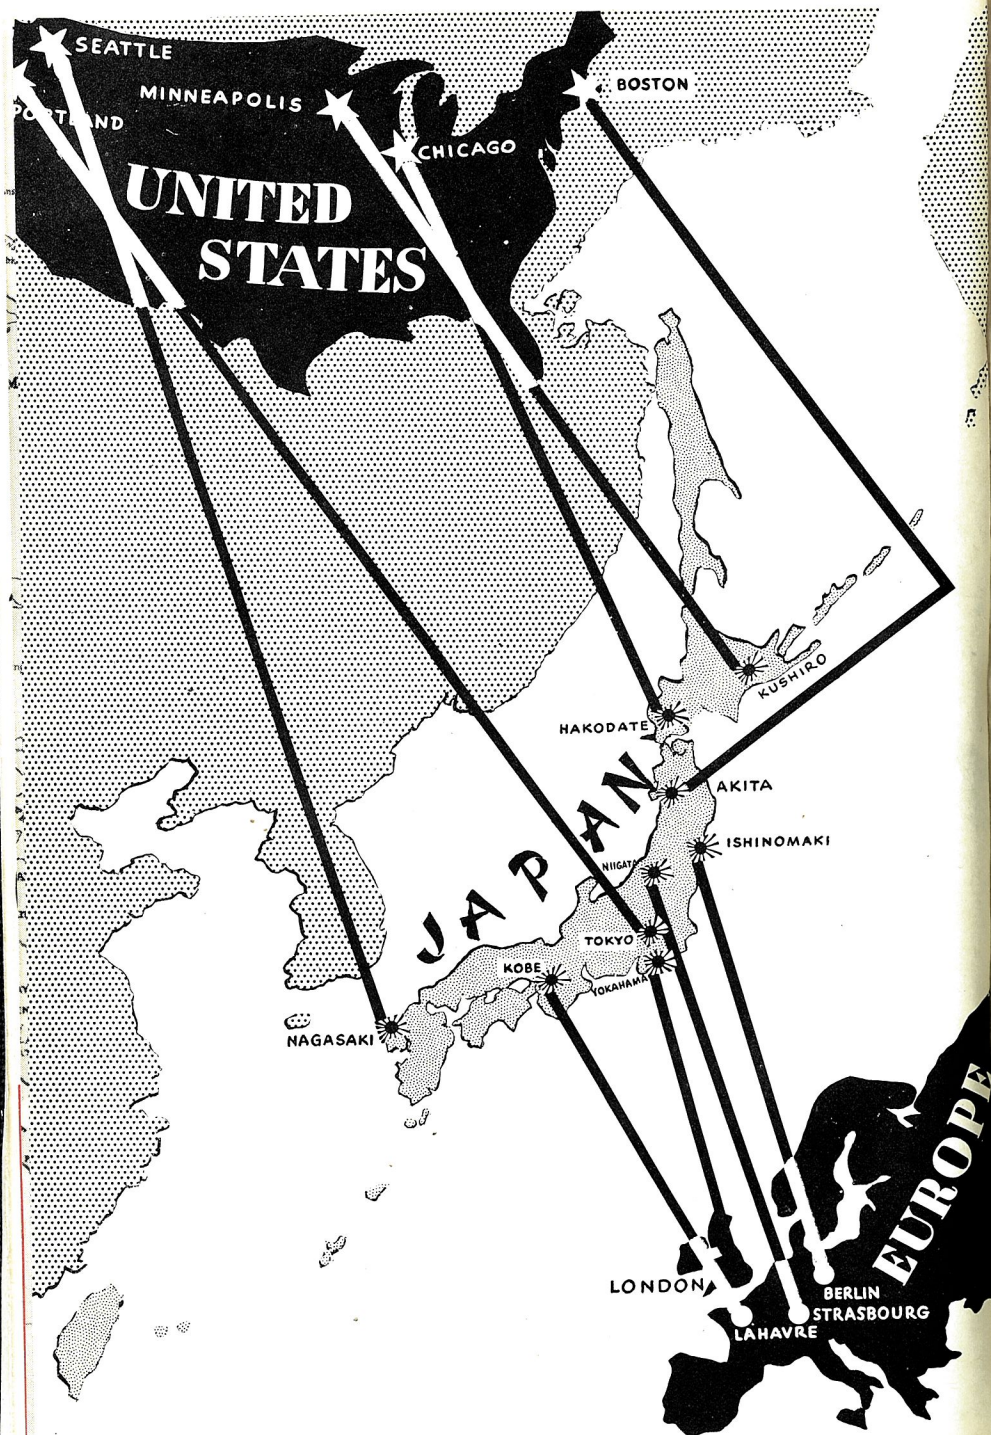 SEATTLE
PORTLAND
MINNEAPOLIS
CHICAGO
BOSTON
UNITED
STATES
KUSHIRO
HAKODATE
AKITA
JAPAN
ISHINOMAKI
NIIGATA
TOKYO
KOBE
YOKAHAMA
NAGASAKI
EUROPE
LONDON
BERLIN
STRASBOURG
LAHAVRE